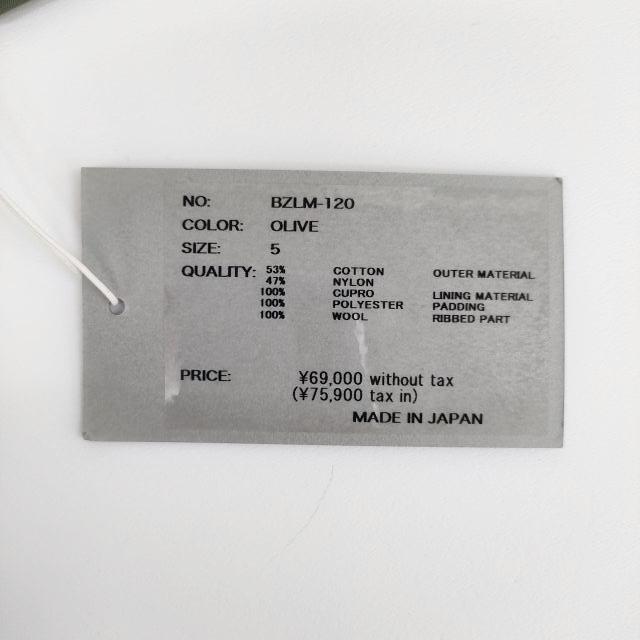 NO: BZLM-120
COLOR: OLIVE
SIZE: 5
QUALITY: 53% COTTON OUTER MATERIAL
47% NYLON
100% CUPRO LINING MATERIAL
100% POLYESTER PADDING
100% WOOL RIBBED PART
PRICE: ¥69,000 without tax
(¥75,900 tax in)
MADE IN JAPAN